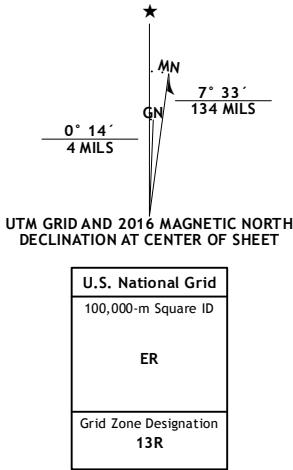 ★
MN
GN
7° 33´
134 MILS
0° 14´
4 MILS
UTM GRID AND 2016 MAGNETIC NORTH
DECLINATION AT CENTER OF SHEET
U.S. National Grid
100,000-m Square ID
ER
Grid Zone Designation
13R